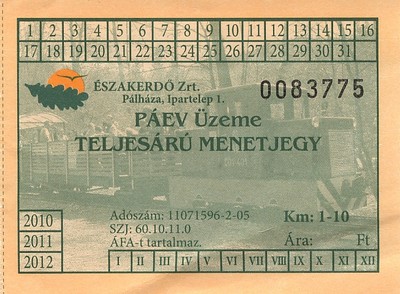 1 2 3 4 5 6 7 8 9 10 11 12 13 14 15 16
17 18 19 20 21 22 23 24 25 26 27 28 29 30 31
ÉSZAKERDŐ Zrt.
Pálháza, Ipartelep 1.
0083775
PÁEV Üzeme
TELJESÁRÚ MENETJEGY
2010
2011
2012
Adószám: 11071596-2-05
SZJ: 60.10.11.0
ÁFA-t tartalmaz.
Km: 1-10
Ára: Ft
I II III IV V VI VII VIII IX X XI XII